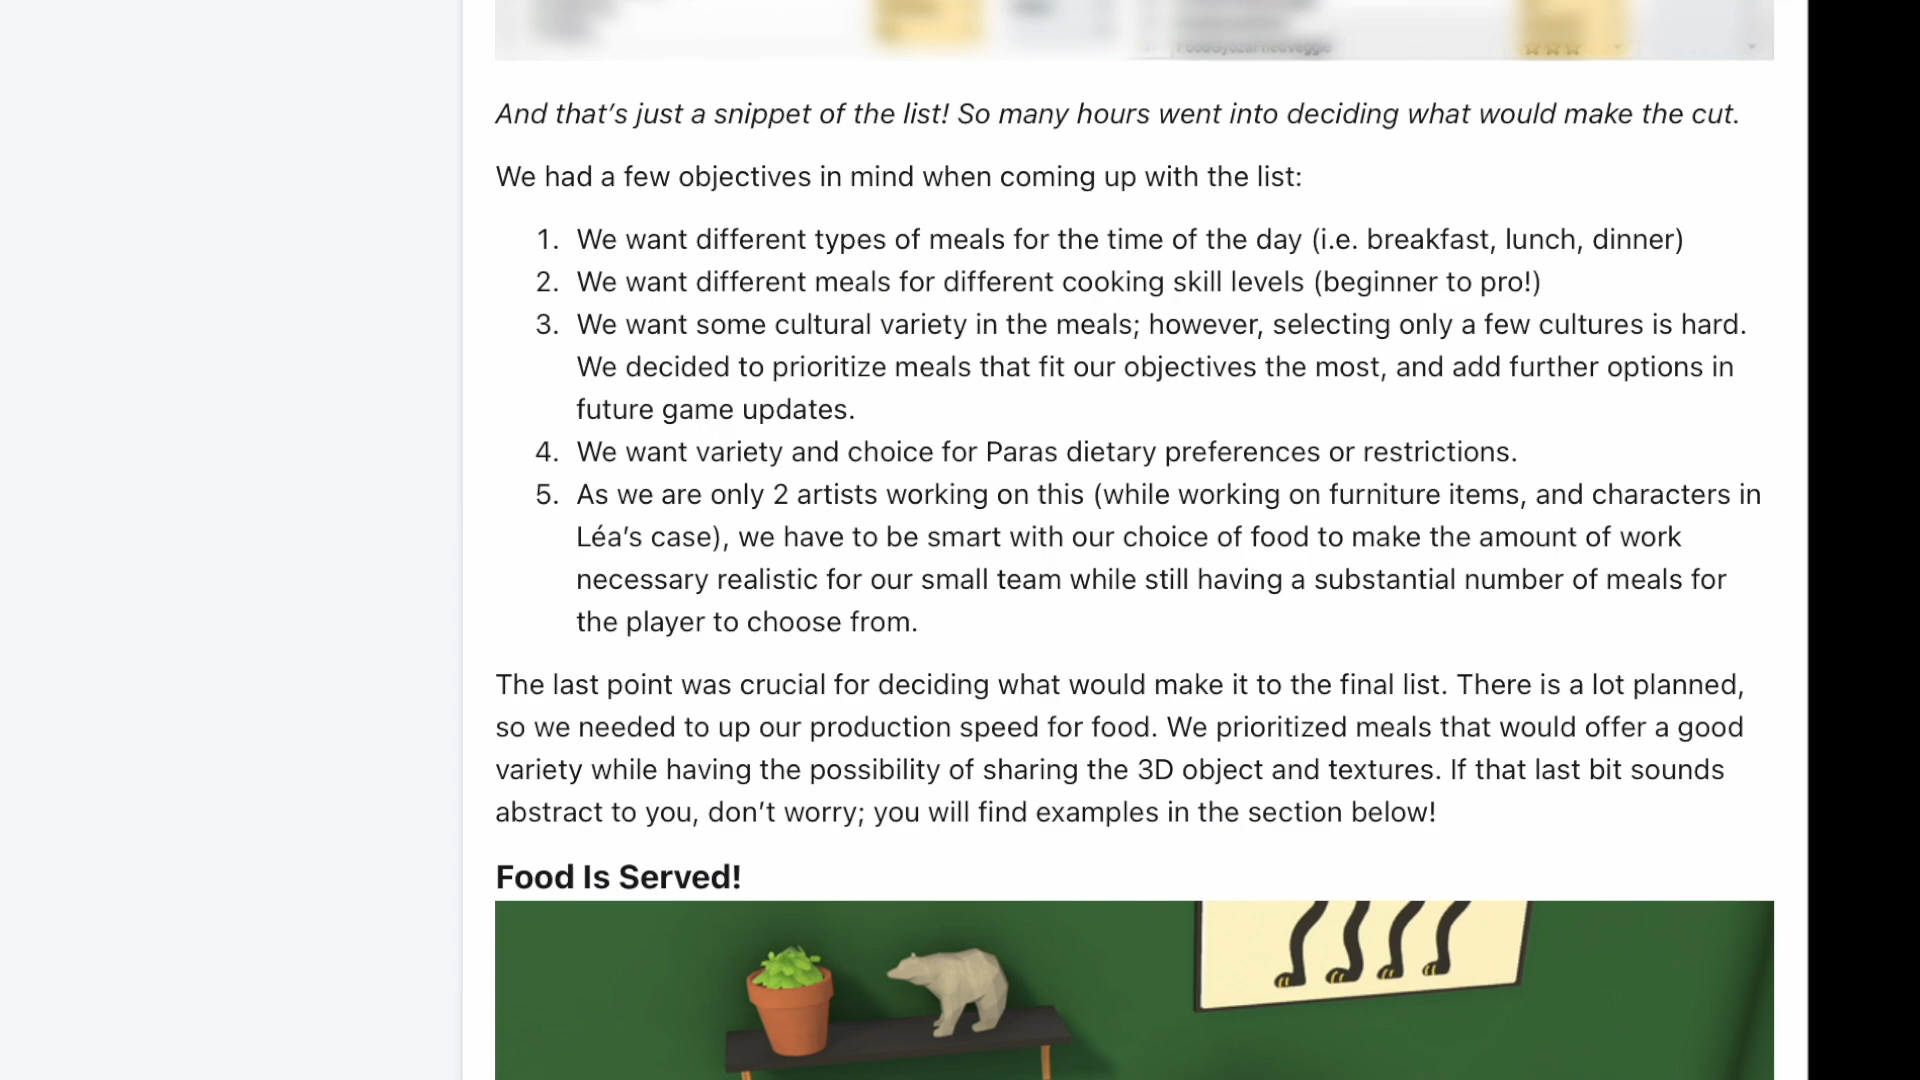 And that’s just a snippet of the list! So many hours went into deciding what would make the cut.
We had a few objectives in mind when coming up with the list:
1. We want different types of meals for the time of the day (i.e. breakfast, lunch, dinner)
2. We want different meals for different cooking skill levels (beginner to pro!)
3. We want some cultural variety in the meals; however, selecting only a few cultures is hard.
We decided to prioritize meals that fit our objectives the most, and add further options in
future game updates.
4. We want variety and choice for Paras dietary preferences or restrictions.
5. As we are only 2 artists working on this (while working on furniture items, and characters in
Léa’s case), we have to be smart with our choice of food to make the amount of work
necessary realistic for our small team while still having a substantial number of meals for
the player to choose from.
The last point was crucial for deciding what would make it to the final list. There is a lot planned,
so we needed to up our production speed for food. We prioritized meals that would offer a good
variety while having the possibility of sharing the 3D object and textures. If that last bit sounds
abstract to you, don’t worry; you will find examples in the section below!
Food Is Served!